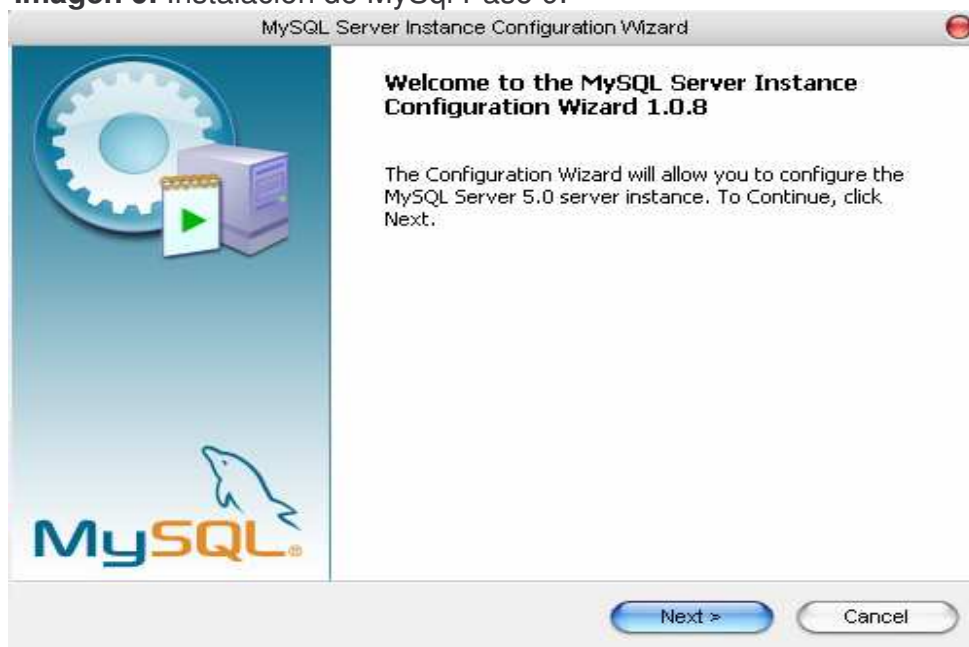 MySQL Server Instance Configuration Wizard
Welcome to the MySQL Server Instance
Configuration Wizard 1.0.8
The Configuration Wizard will allow you to configure the
MySQL Server 5.0 server instance. To Continue, click
Next.
MySQL®
Next >
Cancel